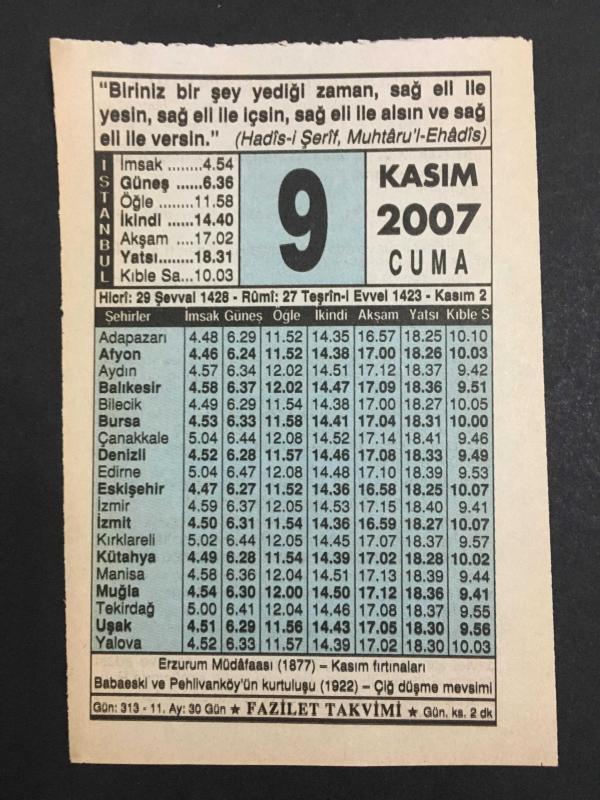 “Biriniz bir şey yediği zaman, sağ eli ile
yesin, sağ eli ile içsin, sağ eli ile alsın ve sağ
eli ile versin.” (Hadîs-i Şerîf, Muhtâru'l-Ehâdîs)
İSTANBUL
İmsak ........4.54
Güneş ......6.36
Öğle ........11.58
İkindi ......14.40
Akşam ....17.02
Yatsı........18.31
Kıble Sa...10.03
9
KASIM
2007
CUMA
Hicrî: 29 Şevval 1428 - Rûmî: 27 Teşrîn-i Evvel 1423 - Kasım 2
Şehirler İmsak Güneş Öğle İkindi Akşam Yatsı Kıble S
Adapazarı 4.48 6.29 11.52 14.35 16.57 18.25 10.10
Afyon 4.46 6.24 11.52 14.38 17.00 18.26 10.03
Aydın 4.57 6.34 12.02 14.51 17.12 18.37 9.42
Balıkesir 4.58 6.37 12.02 14.47 17.09 18.36 9.51
Bilecik 4.49 6.29 11.54 14.38 17.00 18.27 10.05
Bursa 4.53 6.33 11.58 14.41 17.04 18.31 10.00
Çanakkale 5.04 6.44 12.08 14.52 17.14 18.41 9.46
Denizli 4.52 6.28 11.57 14.46 17.08 18.33 9.49
Edirne 5.04 6.47 12.08 14.48 17.10 18.39 9.53
Eskişehir 4.47 6.27 11.52 14.36 16.58 18.25 10.07
İzmir 4.59 6.37 12.05 14.53 17.15 18.40 9.41
İzmit 4.50 6.31 11.54 14.36 16.59 18.27 10.07
Kırklareli 5.02 6.44 12.05 14.45 17.07 18.37 9.57
Kütahya 4.49 6.28 11.54 14.39 17.02 18.28 10.02
Manisa 4.58 6.36 12.04 14.51 17.13 18.39 9.44
Muğla 4.54 6.30 12.00 14.50 17.12 18.36 9.41
Tekirdağ 5.00 6.41 12.04 14.46 17.08 18.37 9.55
Uşak 4.51 6.29 11.56 14.43 17.05 18.30 9.56
Yalova 4.52 6.33 11.57 14.39 17.02 18.30 10.03
Erzurum Müdâfaası (1877) – Kasım fırtınaları
Babaeski ve Pehlivanköy'ün kurtuluşu (1922) – Çiğ düşme mevsimi
Gün: 313 - 11. Ay: 30 Gün ★ FAZİLET TAKVİMİ ★ Gün. ks. 2 dk